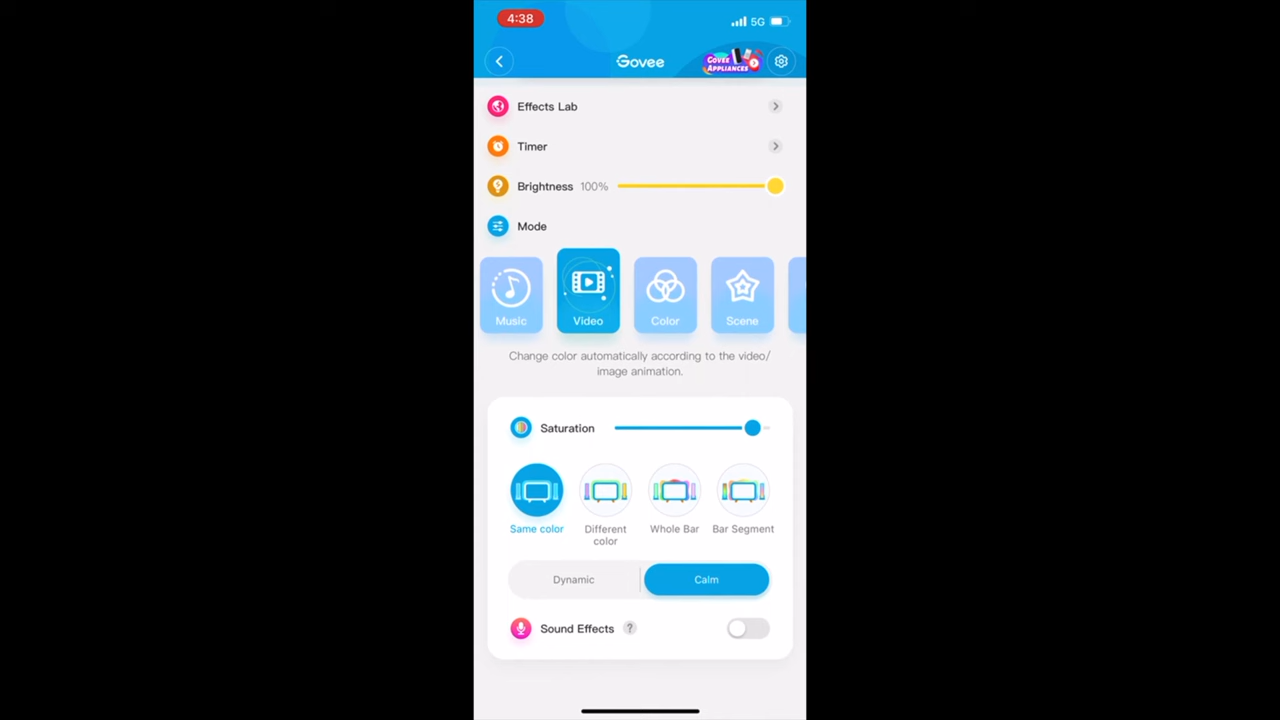 4:38
5G
Govee
GOVEE
APPLIANCES
Effects Lab
Timer
Brightness 100%
Mode
Music
Video
Color
Scene
Change color automatically according to the video/
image animation.
Saturation
Same color
Different
color
Whole Bar
Bar Segment
Dynamic
Calm
Sound Effects ?